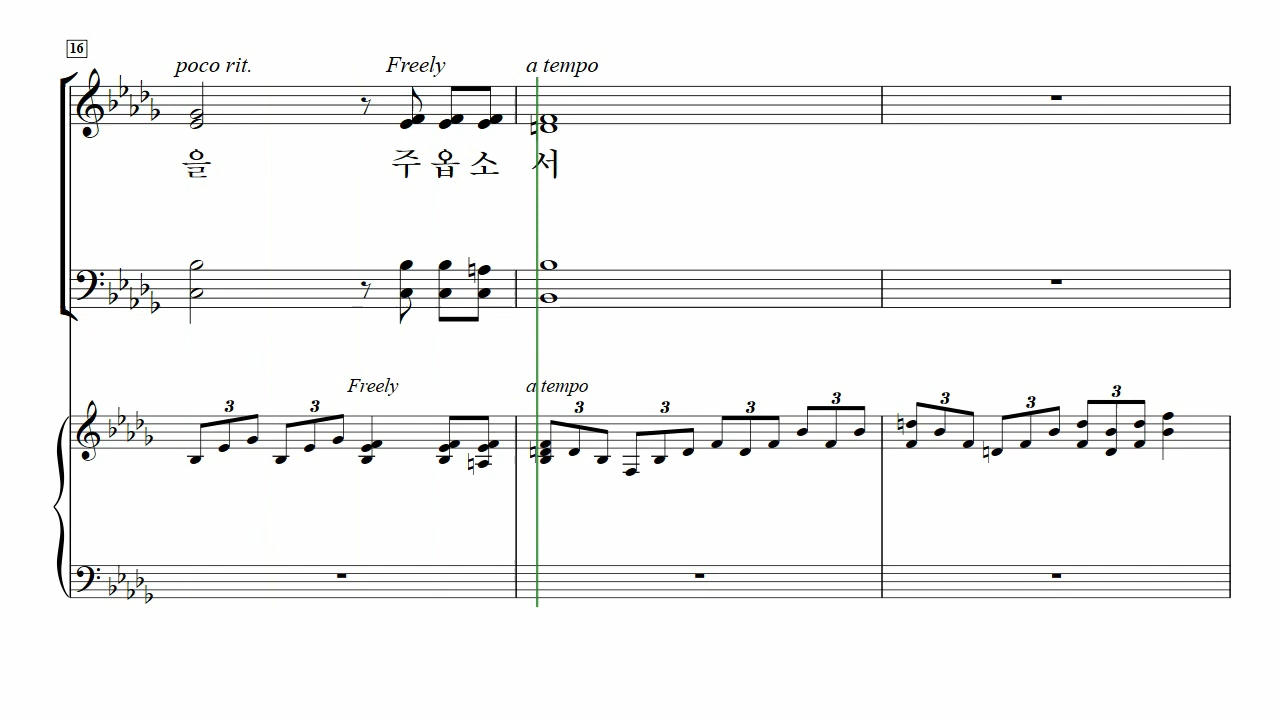 16
poco rit. Freely a tempo
을 주옵소 서
Freely a tempo
3 3 3 3 3 3 3 3 3